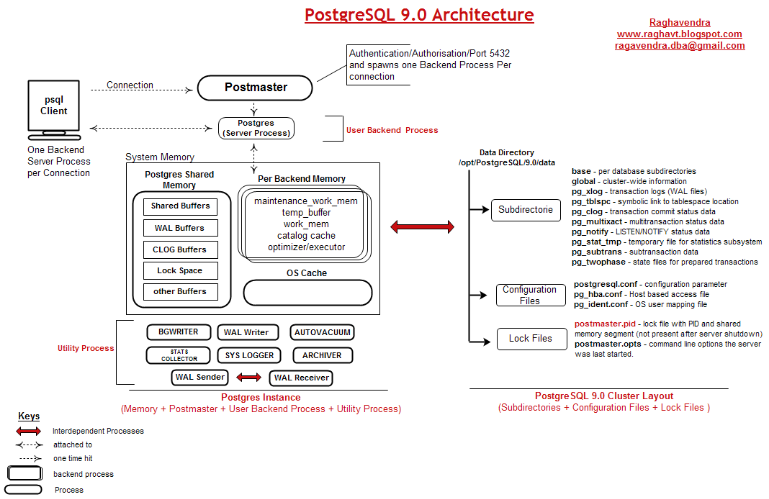 PostgreSQL 9.0 Architecture
Raghavendra
www.raghavt.blogspot.com
ragavendra.dba@gmail.com
Authentication/Authorisation/Port 5432
and spawns one Backend Process Per
connection
Connection
Postmaster
psql
Client
Postgres
(Server Process)
User Backend Process
One Backend
Server Process
per Connection
System Memory
Postgres Shared
Memory
Shared Buffers
WAL Buffers
CLOG Buffers
Lock Space
other Buffers
Per Backend Memory
maintenance_work_mem
temp_buffer
work_mem
catalog cache
optimizer/executor
OS Cache
Utility Process
BGWRITER
WAL Writer
AUTOVACUUM
STATS
COLLECTOR
SYS LOGGER
ARCHIVER
WAL Sender
WAL Receiver
Postgres Instance
(Memory + Postmaster + User Backend Process + Utility Process)
Data Directory
/opt/PostgreSQL/9.0/data
Subdirectorie
base - per database subdirectories
global - cluster-wide information
pg_xlog - transaction logs (WAL files)
pg_tblspc - symbolic link to tablespace location
pg_clog - transaction commit status data
pg_multixact - multitransaction status data
pg_notify - LISTEN/NOTIFY status data
pg_stat_tmp - temporary file for statistics subsystem
pg_subtrans - subtransaction data
pg_twophase - state files for prepared transactions
Configuration
Files
postgresql.conf - configuration parameter
pg_hba.conf - Host based access file
pg_ident.conf - OS user mapping file
Lock Files
postmaster.pid - lock file with PID and shared
memory segment (not present after server shutdown)
postmaster.opts - command line options the server
was last started.
PostgreSQL 9.0 Cluster Layout
(Subdirectories + Configuration Files + Lock Files )
Keys
Interdependent Processes
attached to
one time hit
backend process
Process